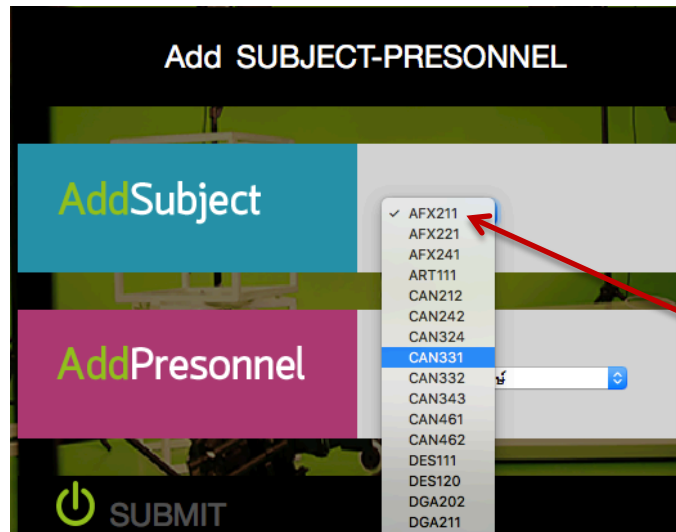 Add SUBJECT-PRESONNEL
AddSubject
✓ AFX211
AFX221
AFX241
ART111
CAN212
CAN242
CAN324
CAN331
CAN332
CAN343
CAN461
CAN462
DES111
DES120
DGA202
DGA211
AddPresonnel
SUBMIT